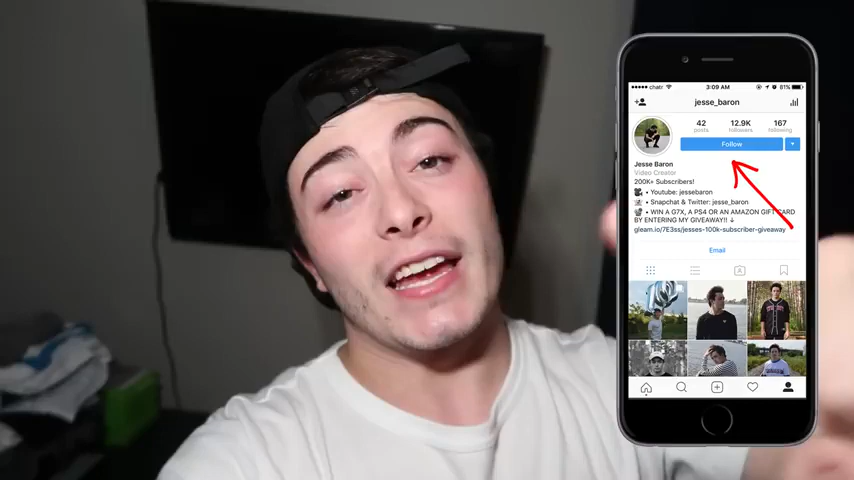 chatr
3:09 AM
81%
jesse_baron
42
12.9K
167
posts
followers
following
Follow
Jesse Baron
Video Creator
200K+ Subscribers!
• Youtube: jessebaron
• Snapchat & Twitter: jesse_baron
• WIN A G7X, A PS4 OR AN AMAZON GIFT CARD
BY ENTERING MY GIVEAWAY!! ↓
gleam.io/7E3ss/jesses-100k-subscriber-giveaway
Email